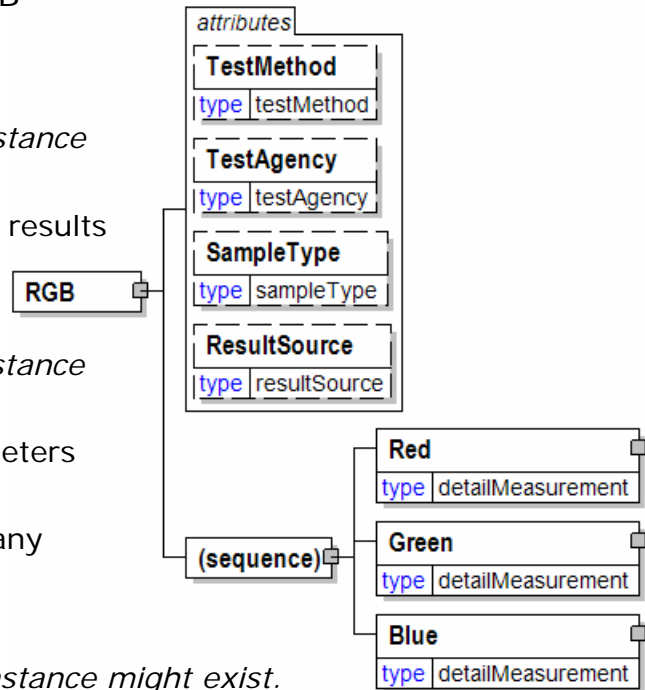 B
stance
results
stance
eters
any
nstance might exist.
RGB
attributes
TestMethod
type testMethod
TestAgency
type testAgency
SampleType
type sampleType
ResultSource
type resultSource
(sequence)
Red
type detailMeasurement
Green
type detailMeasurement
Blue
type detailMeasurement